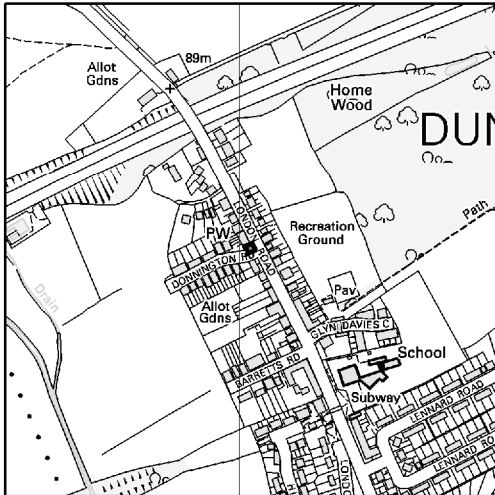 89m
Allot
Gdns
Home
Wood
DUN
Path
PW
LONDON ROAD
Recreation
Ground
DONNINGTON RD
Drain
Pav
Allot
Gdns
GLYN DAVIES C
School
BARRETTS RD
Subway
LENNARD ROA
LENNARD RO
LONDO